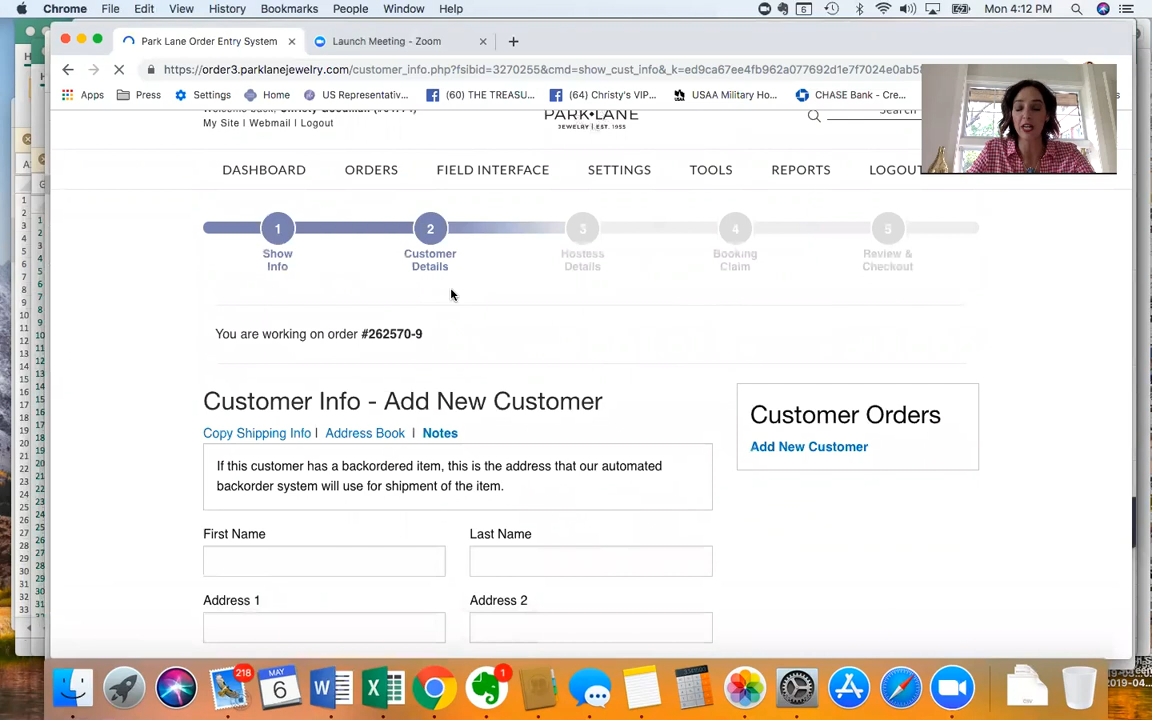 Chrome File Edit View History Bookmarks People Window Help 6 Mon 4:12 PM
Park Lane Order Entry System Launch Meeting - Zoom
https://order3.parklanejewelry.com/customer_info.php?fsibid=3270255&cmd=show_cust_info&_k=ed9ca67ee4fb962a077692d1e7f7024e0ab5
Apps Press Settings Home US Representativ... (60) THE TREASU... (64) Christy's VIP... USAA Military Ho... CHASE Bank - Cre...
My Site | Webmail | Logout
PARK LANE
JEWELRY | EST. 1955
Search
DASHBOARD ORDERS FIELD INTERFACE SETTINGS TOOLS REPORTS LOGOUT
1 2 3 4 5
Show Customer Hostess Booking Review &
Info Details Details Claim Checkout
You are working on order #262570-9
Customer Info - Add New Customer
Copy Shipping Info | Address Book | Notes
If this customer has a backordered item, this is the address that our automated
backorder system will use for shipment of the item.
Customer Orders
Add New Customer
First Name Last Name
Address 1 Address 2
218 MAY 6 1